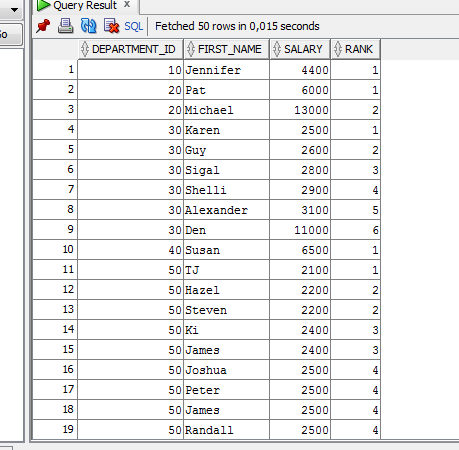 Query Result x
Go
SQL | Fetched 50 rows in 0,015 seconds
DEPARTMENT_ID FIRST_NAME SALARY RANK
1 10 Jennifer 4400 1
2 20 Pat 6000 1
3 20 Michael 13000 2
4 30 Karen 2500 1
5 30 Guy 2600 2
6 30 Sigal 2800 3
7 30 Shelli 2900 4
8 30 Alexander 3100 5
9 30 Den 11000 6
10 40 Susan 6500 1
11 50 TJ 2100 1
12 50 Hazel 2200 2
13 50 Steven 2200 2
14 50 Ki 2400 3
15 50 James 2400 3
16 50 Joshua 2500 4
17 50 Peter 2500 4
18 50 James 2500 4
19 50 Randall 2500 4